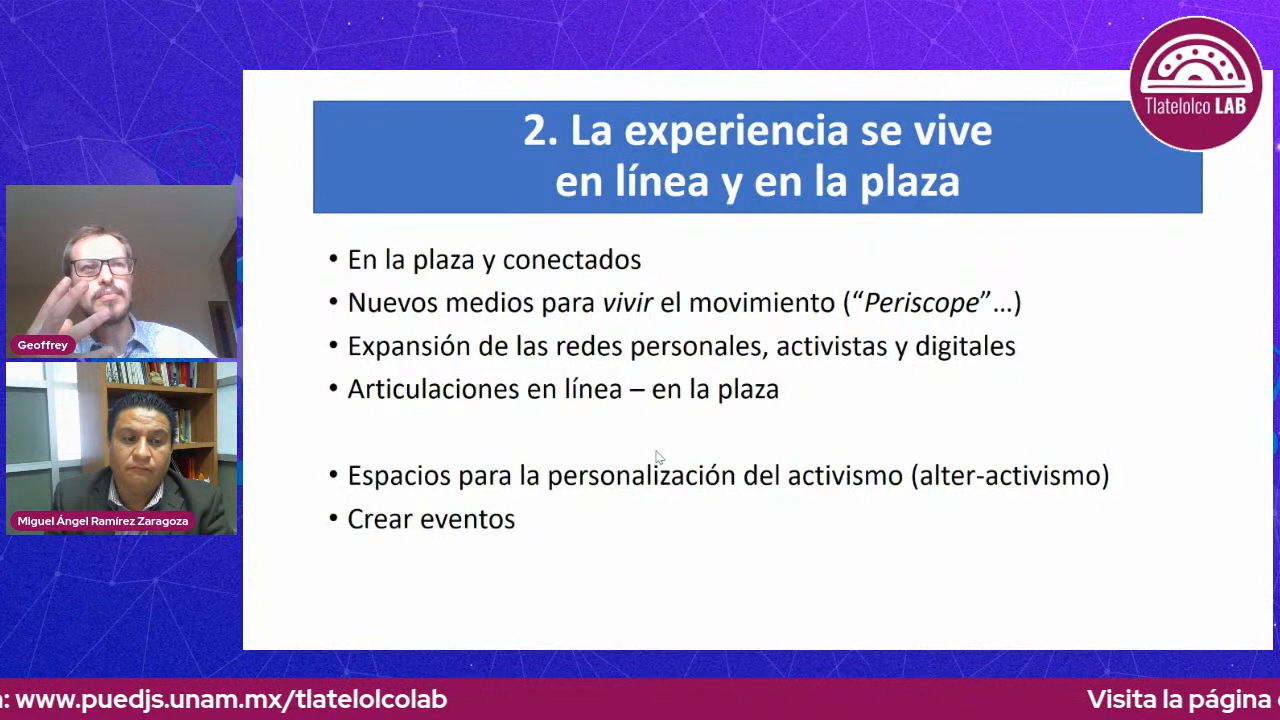 Tlatelolco LAB
2. La experiencia se vive
en línea y en la plaza
• En la plaza y conectados
• Nuevos medios para vivir el movimiento (“Periscope”...)
• Expansión de las redes personales, activistas y digitales
• Articulaciones en línea – en la plaza
• Espacios para la personalización del activismo (alter-activismo)
• Crear eventos
Geoffrey
Miguel Ángel Ramírez Zaragoza
: www.puedjs.unam.mx/tlatelolcolab
Visita la página